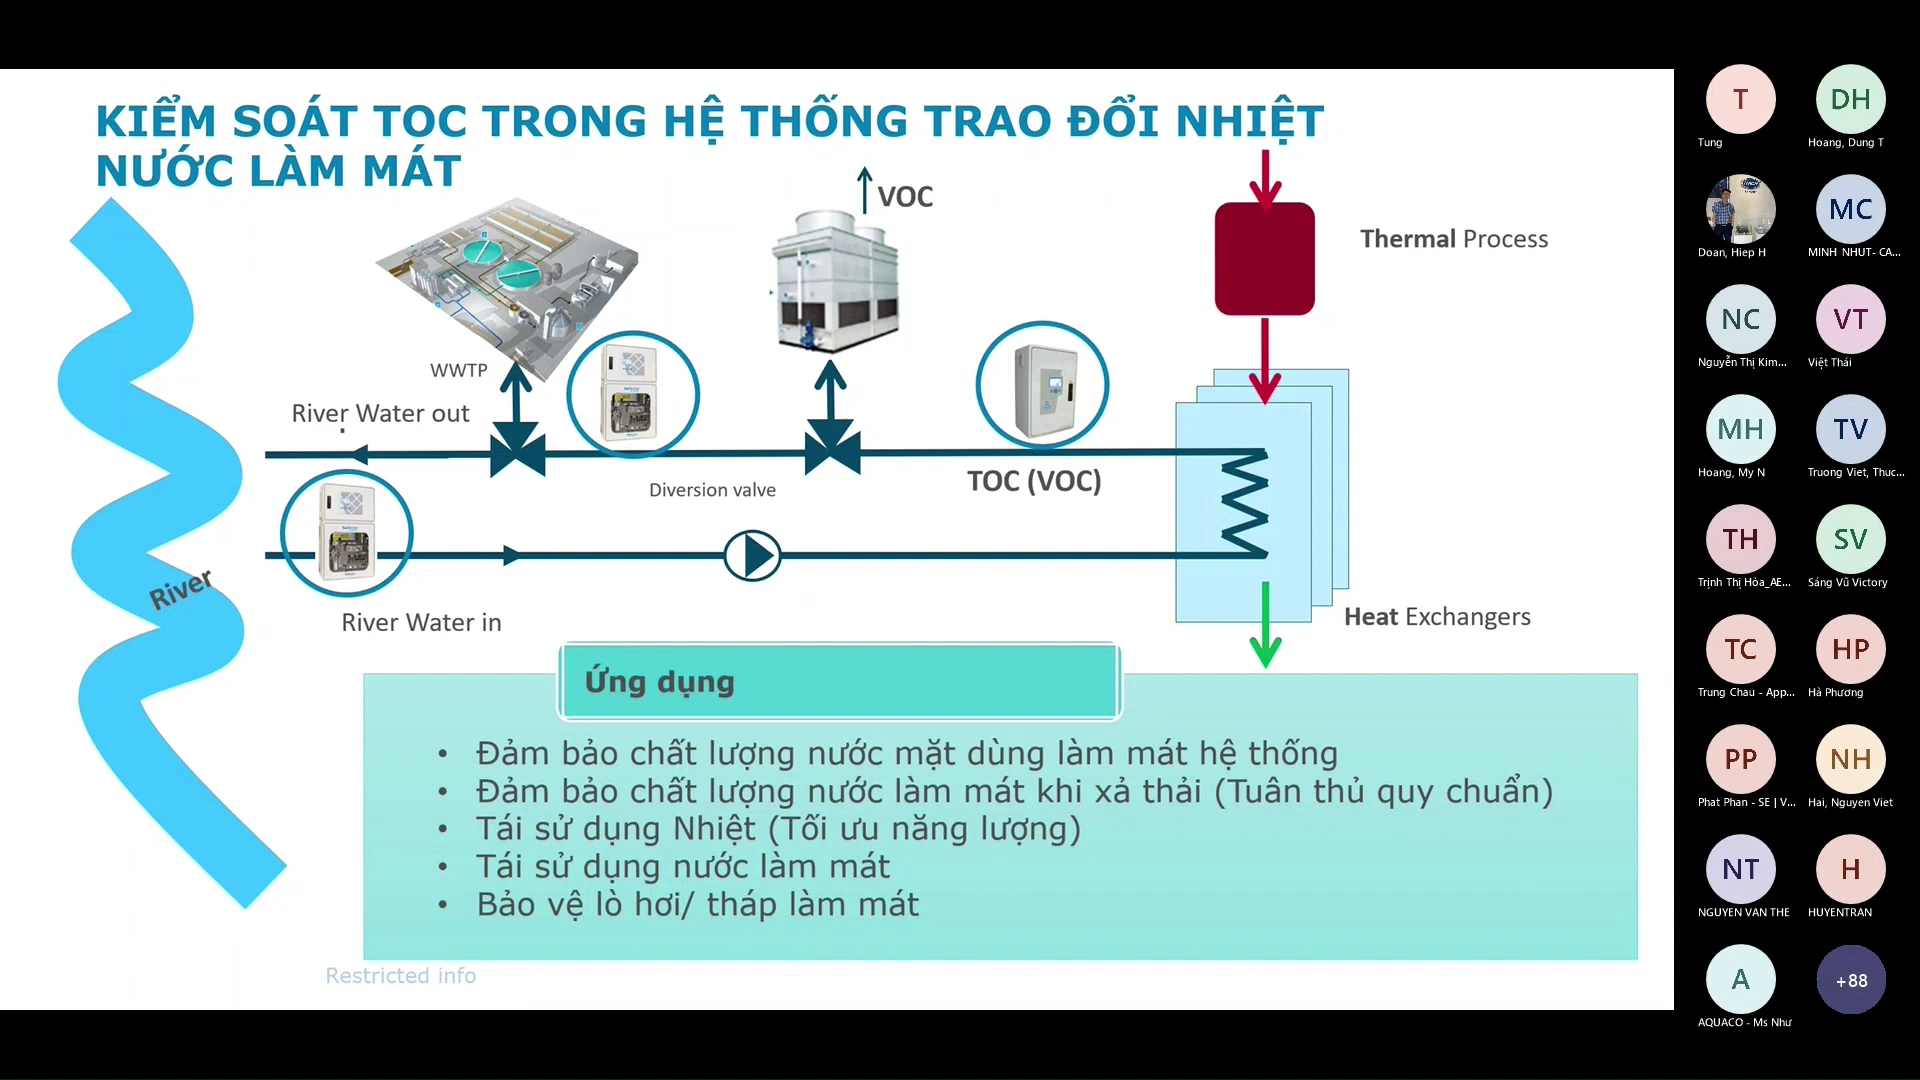 KIỂM SOÁT TOC TRONG HỆ THỐNG TRAO ĐỔI NHIỆT
NƯỚC LÀM MÁT
VOC
Thermal Process
WWTP
River Water out
Diversion valve
TOC (VOC)
River
River Water in
Heat Exchangers
Ứng dụng
• Đảm bảo chất lượng nước mặt dùng làm mát hệ thống
• Đảm bảo chất lượng nước làm mát khi xả thải (Tuân thủ quy chuẩn)
• Tái sử dụng Nhiệt (Tối ưu năng lượng)
• Tái sử dụng nước làm mát
• Bảo vệ lò hơi/ tháp làm mát
Restricted info
T
Tung
DH
Hoang, Dung T
Doan, Hiep H
MC
MINH NHUT- CA...
NC
Nguyễn Thị Kim...
VT
Việt Thái
MH
Hoang, My N
TV
Truong Viet, Thuc...
TH
Trịnh Thị Hòa_AE...
SV
Sáng Vũ Victory
TC
Trung Chau - App...
HP
Hà Phương
PP
Phat Phan - SE | V...
NH
Hai, Nguyen Viet
NT
NGUYEN VAN THE
H
HUYENTRAN
A
AQUACO - Ms Như
+88